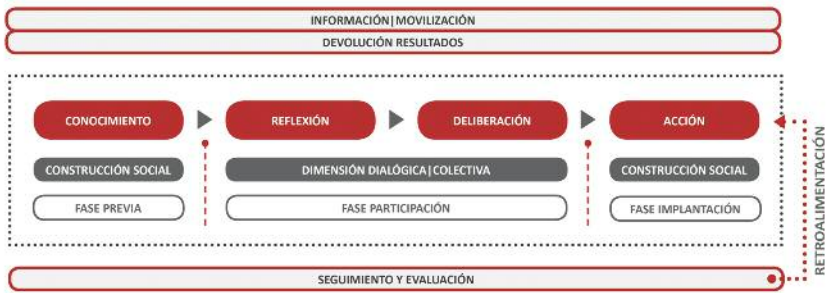 INFORMACIÓN|MOVILIZACIÓN
DEVOLUCIÓN RESULTADOS
CONOCIMIENTO
REFLEXIÓN
DELIBERACIÓN
ACCIÓN
CONSTRUCCIÓN SOCIAL
DIMENSIÓN DIALÓGICA|COLECTIVA
CONSTRUCCIÓN SOCIAL
FASE PREVIA
FASE PARTICIPACIÓN
FASE IMPLANTACIÓN
RETROALIMENTACIÓN
SEGUIMIENTO Y EVALUACIÓN